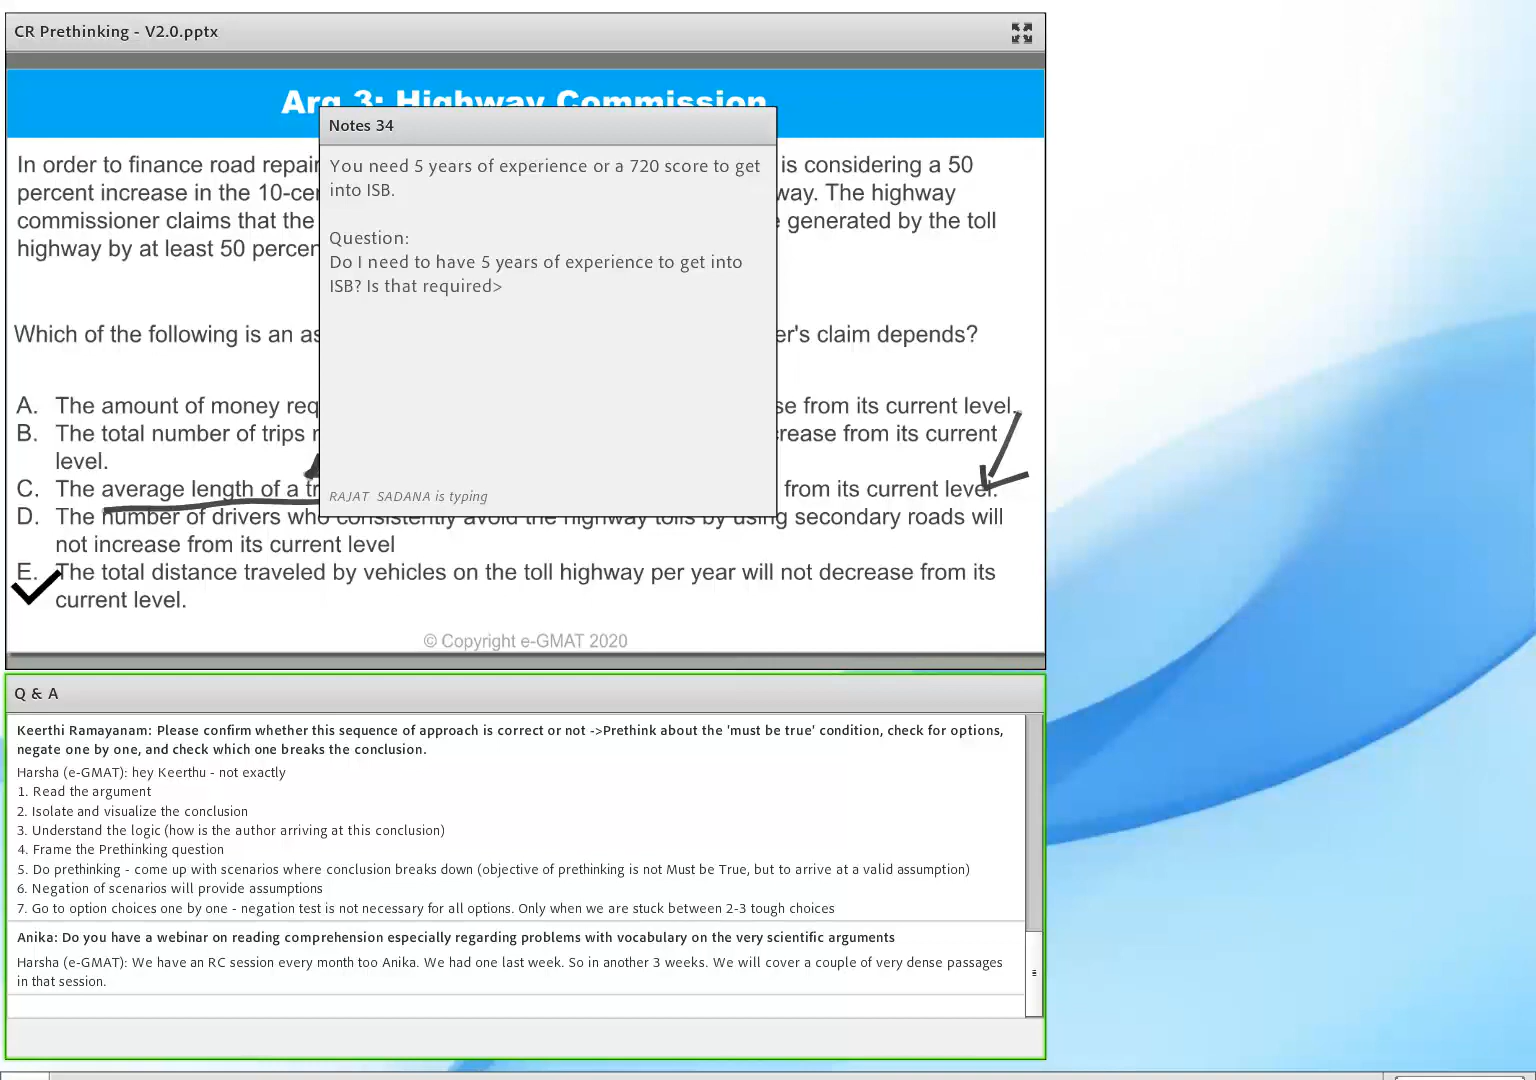 CR Prethinking - V2.0.pptx
Arg 3: Highway Commission
Notes 34
You need 5 years of experience or a 720 score to get
into ISB.
Question:
Do I need to have 5 years of experience to get into
ISB? Is that required>
RAJAT SADANA is typing
In order to finance road repair is considering a 50
percent increase in the 10-ce way. The highway
commissioner claims that the generated by the toll
highway by at least 50 percen
Which of the following is an as er's claim depends?
A. The amount of money req se from its current level.
B. The total number of trips crease from its current
level.
C. The average length of a tr from its current level.
D. The number of drivers who consistently avoid the highway tolls by using secondary roads will
not increase from its current level
E. The total distance traveled by vehicles on the toll highway per year will not decrease from its
current level.
© Copyright e-GMAT 2020
Q & A
Keerthi Ramayanam: Please confirm whether this sequence of approach is correct or not ->Prethink about the 'must be true' condition, check for options,
negate one by one, and check which one breaks the conclusion.
Harsha (e-GMAT): hey Keerthu - not exactly
1. Read the argument
2. Isolate and visualize the conclusion
3. Understand the logic (how is the author arriving at this conclusion)
4. Frame the Prethinking question
5. Do prethinking - come up with scenarios where conclusion breaks down (objective of prethinking is not Must be True, but to arrive at a valid assumption)
6. Negation of scenarios will provide assumptions
7. Go to option choices one by one - negation test is not necessary for all options. Only when we are stuck between 2-3 tough choices
Anika: Do you have a webinar on reading comprehension especially regarding problems with vocabulary on the very scientific arguments
Harsha (e-GMAT): We have an RC session every month too Anika. We had one last week. So in another 3 weeks. We will cover a couple of very dense passages
in that session.